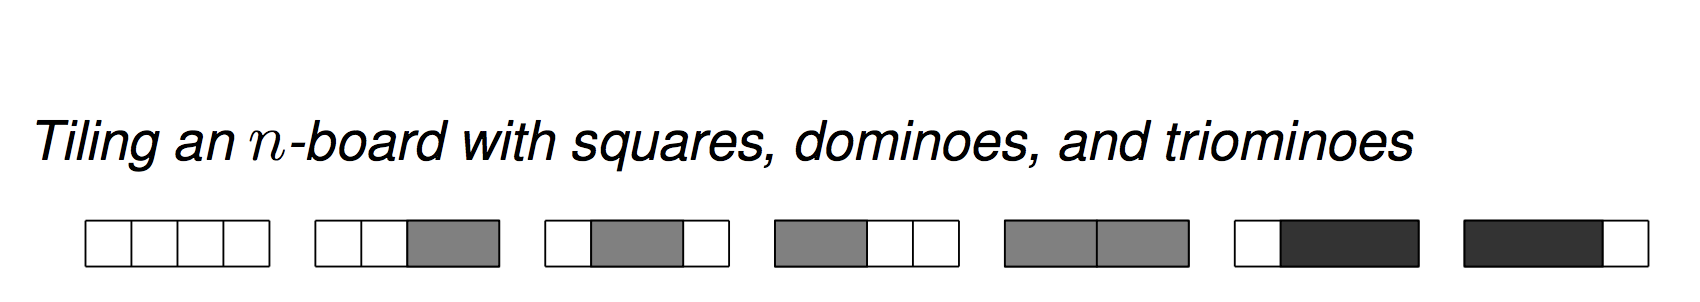 Tiling an n-board with squares, dominoes, and triominoes